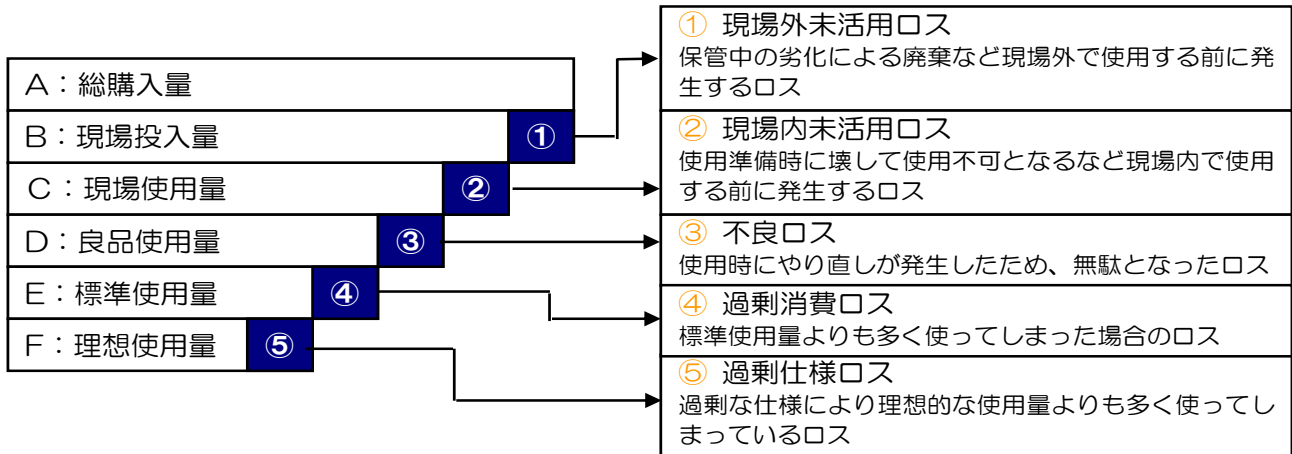 A：総購入量
B：現場投入量
①
C：現場使用量
②
D：良品使用量
③
E：標準使用量
④
F：理想使用量
⑤
① 現場外未活用ロス
保管中の劣化による廃棄など現場外で使用する前に発
生するロス
② 現場内未活用ロス
使用準備時に壊して使用不可となるなど現場内で使用
する前に発生するロス
③ 不良ロス
使用時にやり直しが発生したため、無駄となったロス
④ 過剰消費ロス
標準使用量よりも多く使ってしまった場合のロス
⑤ 過剰仕様ロス
過剰な仕様により理想的な使用量よりも多く使ってし
まっているロス